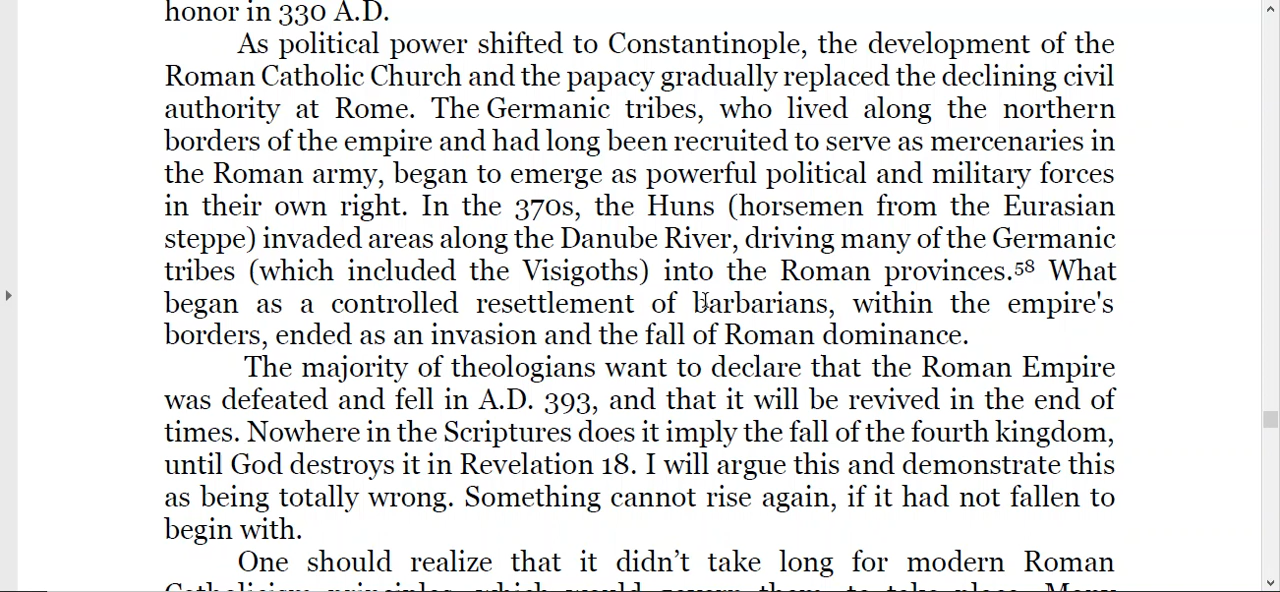 honor in 330 A.D.
As political power shifted to Constantinople, the development of the
Roman Catholic Church and the papacy gradually replaced the declining civil
authority at Rome. The Germanic tribes, who lived along the northern
borders of the empire and had long been recruited to serve as mercenaries in
the Roman army, began to emerge as powerful political and military forces
in their own right. In the 370s, the Huns (horsemen from the Eurasian
steppe) invaded areas along the Danube River, driving many of the Germanic
tribes (which included the Visigoths) into the Roman provinces.58 What
began as a controlled resettlement of barbarians, within the empire's
borders, ended as an invasion and the fall of Roman dominance.
The majority of theologians want to declare that the Roman Empire
was defeated and fell in A.D. 393, and that it will be revived in the end of
times. Nowhere in the Scriptures does it imply the fall of the fourth kingdom,
until God destroys it in Revelation 18. I will argue this and demonstrate this
as being totally wrong. Something cannot rise again, if it had not fallen to
begin with.
One should realize that it didn’t take long for modern Roman
Catholicism principles, which would govern them, to take place. Many